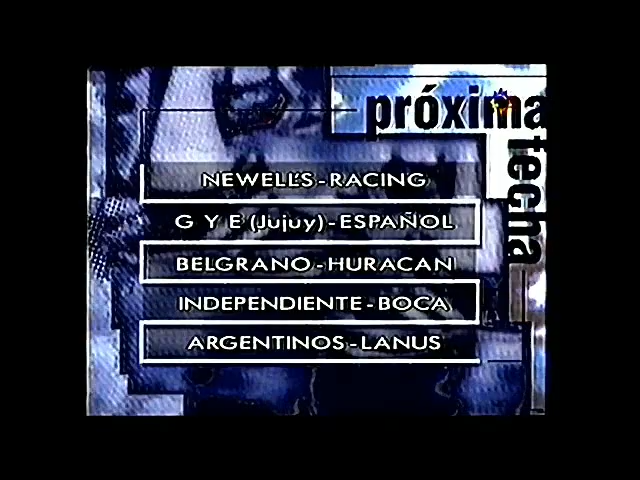 próxima
fecha
NEWELL'S - RACING
G Y E (Jujuy) - ESPAÑOL
BELGRANO - HURACAN
INDEPENDIENTE - BOCA
ARGENTINOS - LANUS